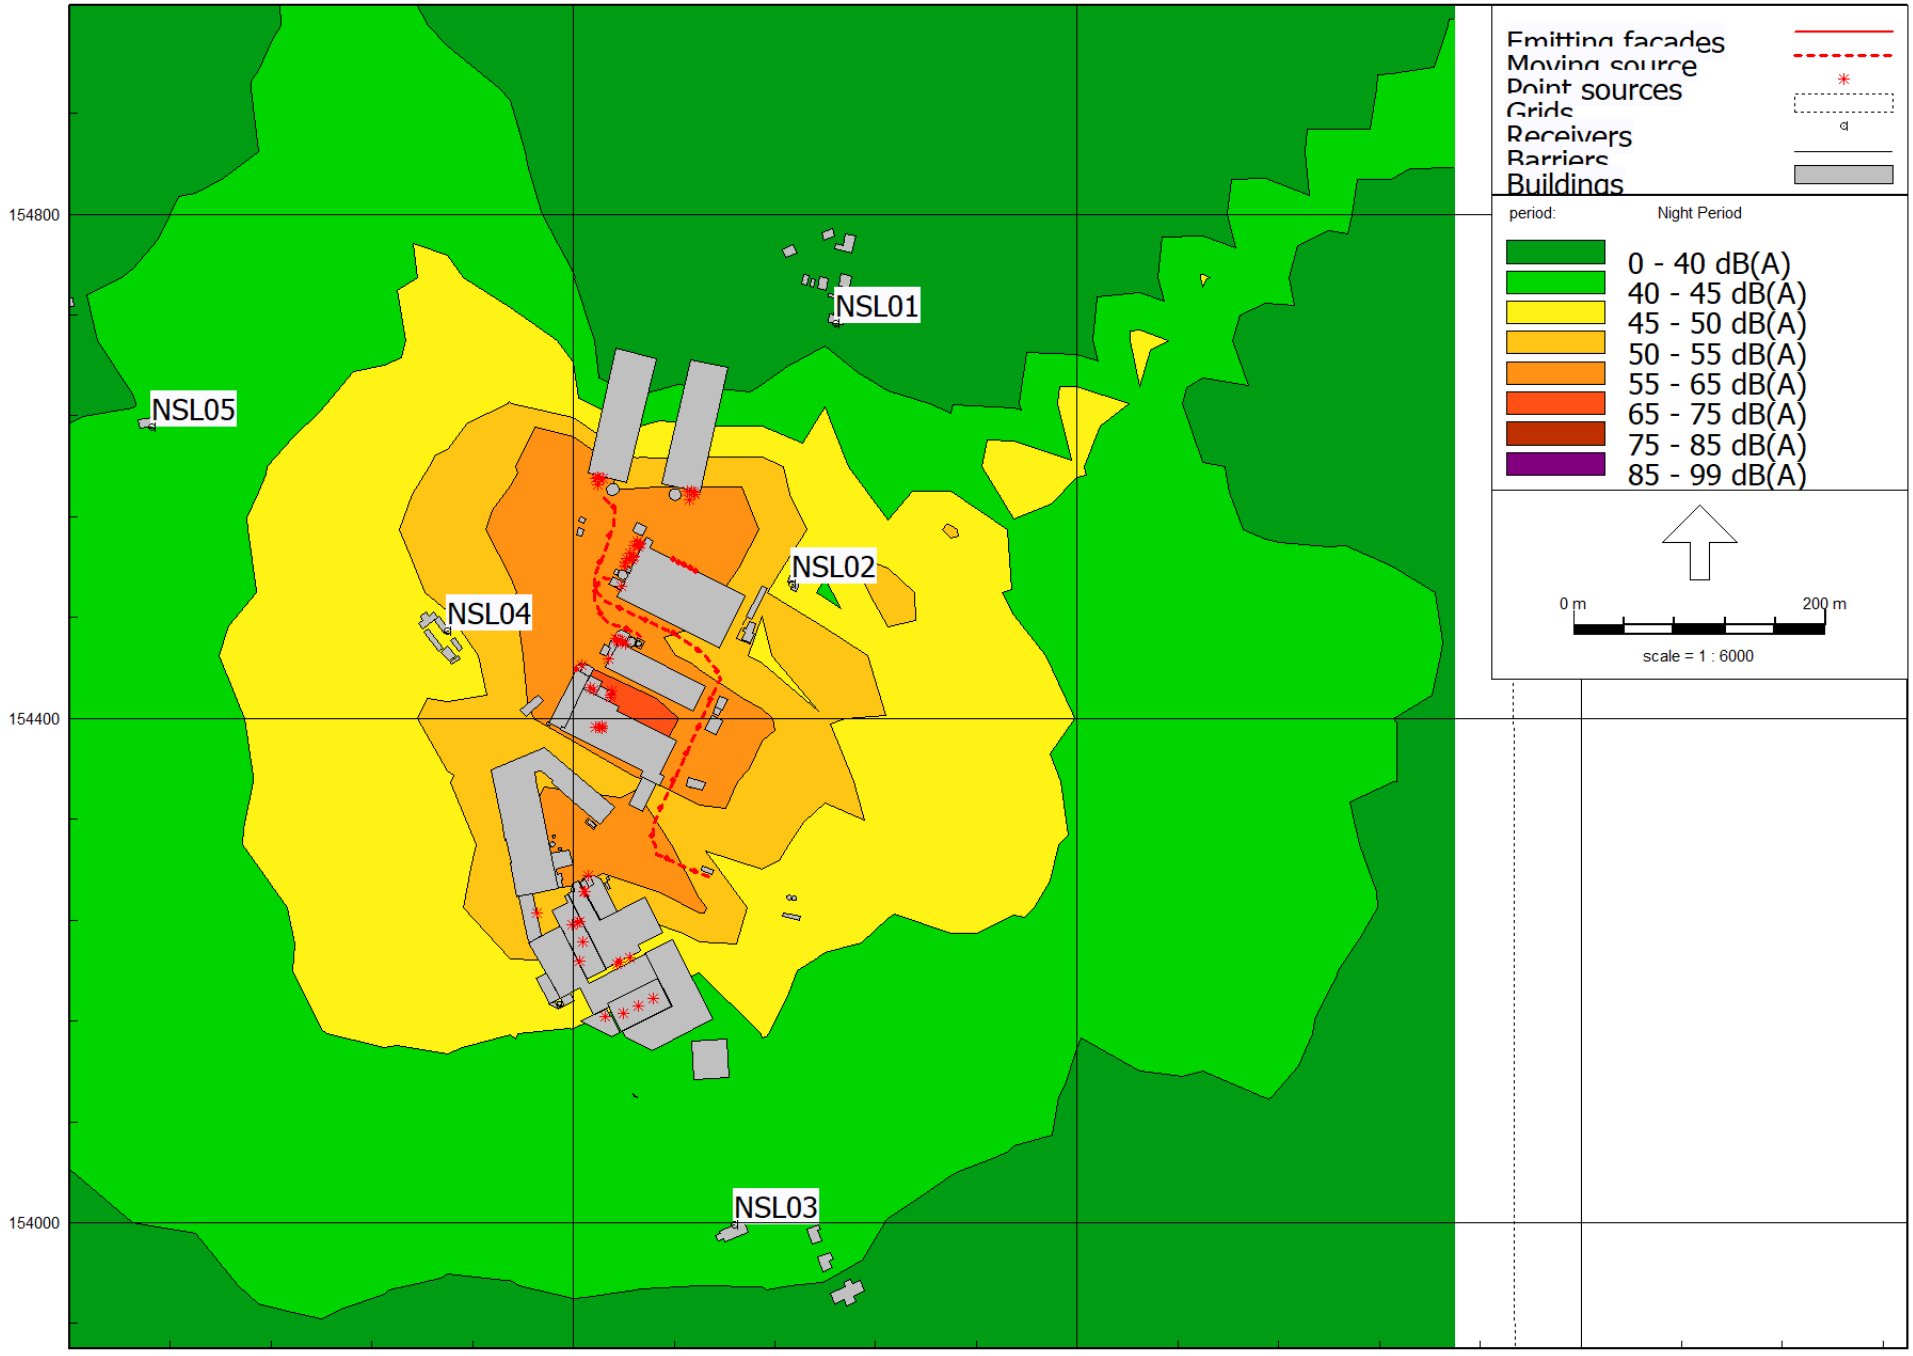 Emitting facades
Moving source
Point sources
Grids
Receivers
Barriers
Buildings
period: Night Period
0 - 40 dB(A)
40 - 45 dB(A)
45 - 50 dB(A)
50 - 55 dB(A)
55 - 65 dB(A)
65 - 75 dB(A)
75 - 85 dB(A)
85 - 99 dB(A)
0 m 200 m
scale = 1 : 6000
154800
NSL01
NSL05
NSL02
NSL04
154400
NSL03
154000